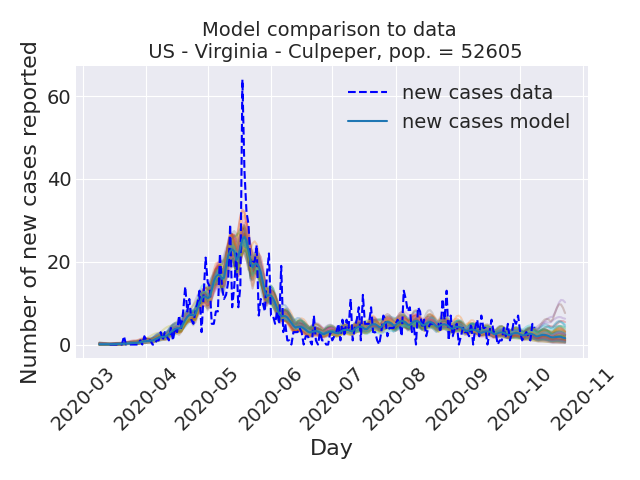 Model comparison to data
US - Virginia - Culpeper, pop. = 52605
new cases data
new cases model
Number of new cases reported
60
40
20
0
2020-03
2020-04
2020-05
2020-06
2020-07
2020-08
2020-09
2020-10
2020-11
Day